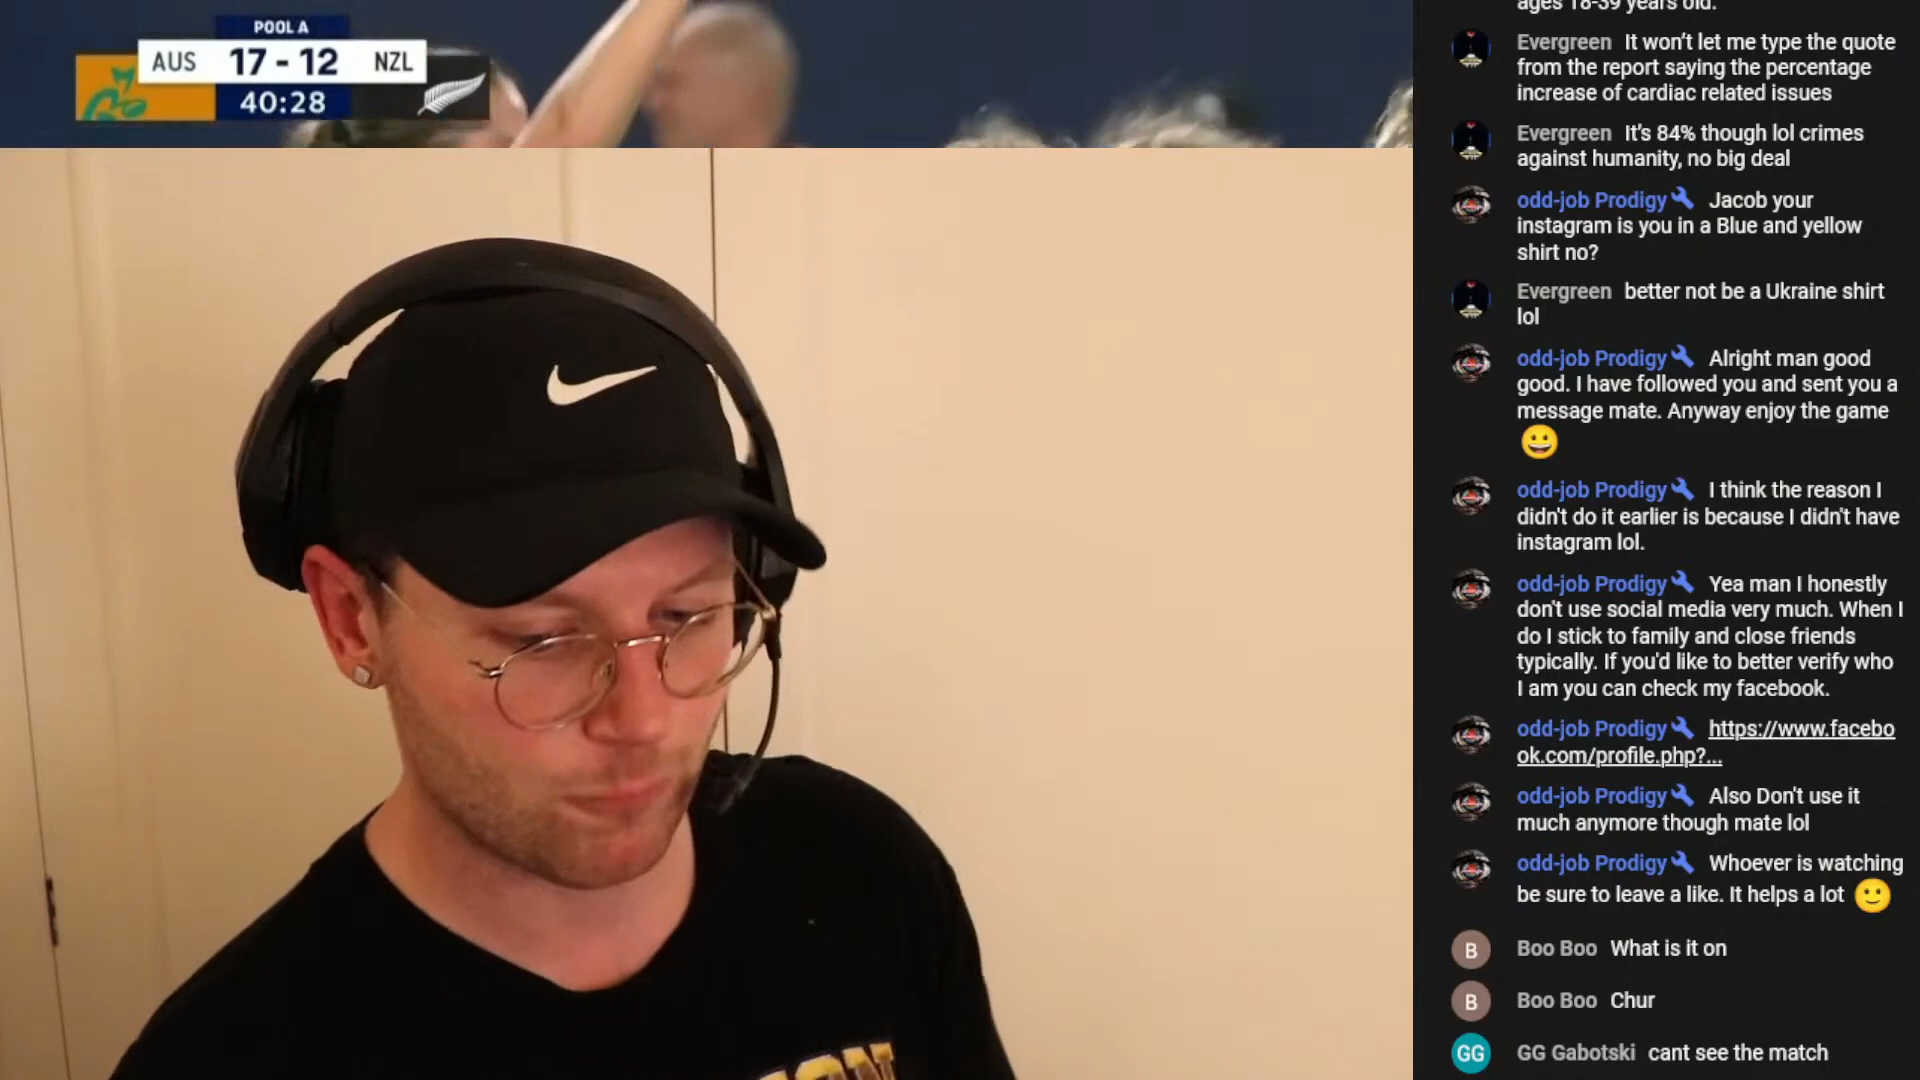 POOL A
AUS 17 - 12 NZL
40:28
ages 18-39 years old.
Evergreen It won't let me type the quote
from the report saying the percentage
increase of cardiac related issues
Evergreen It's 84% though lol crimes
against humanity, no big deal
odd-job Prodigy Jacob your
instagram is you in a Blue and yellow
shirt no?
Evergreen better not be a Ukraine shirt
lol
odd-job Prodigy Alright man good
good. I have followed you and sent you a
message mate. Anyway enjoy the game
😀
odd-job Prodigy I think the reason I
didn't do it earlier is because I didn't have
instagram lol.
odd-job Prodigy Yea man I honestly
don't use social media very much. When I
do I stick to family and close friends
typically. If you'd like to better verify who
I am you can check my facebook.
odd-job Prodigy https://www.facebo
ok.com/profile.php?...
odd-job Prodigy Also Don't use it
much anymore though mate lol
odd-job Prodigy Whoever is watching
be sure to leave a like. It helps a lot 🙂
B Boo Boo What is it on
B Boo Boo Chur
GG GG Gabotski cant see the match